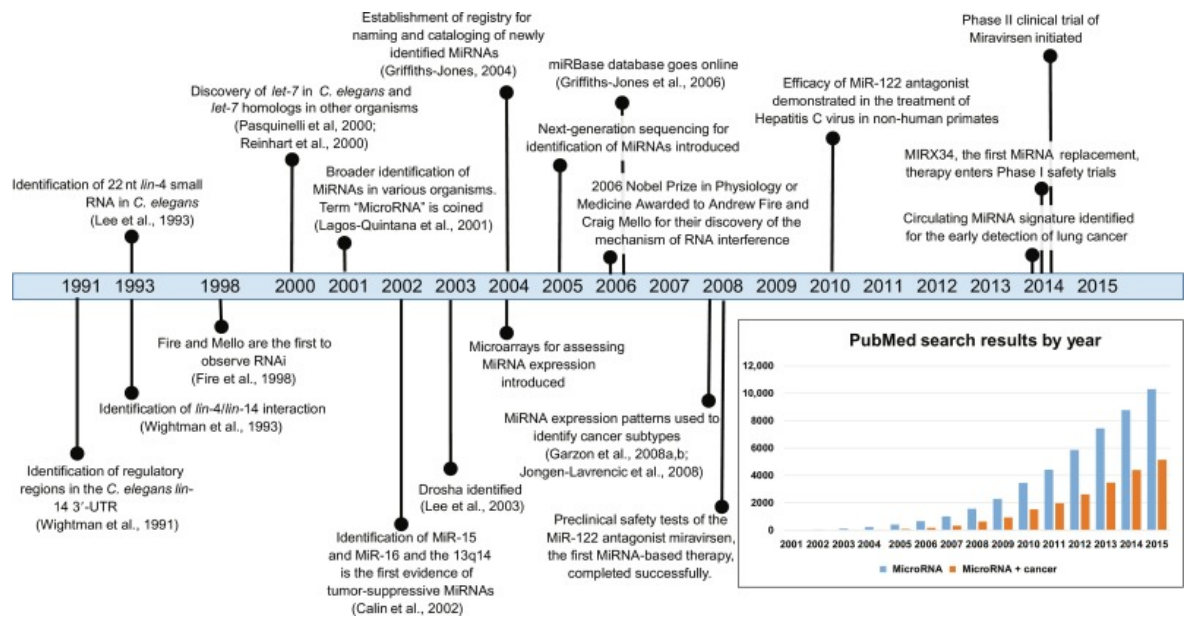 Establishment of registry for
naming and cataloging of newly
identified MiRNAs
(Griffiths-Jones, 2004)
Phase II clinical trial of
Miravirsen initiated
miRBase database goes online
(Griffiths-Jones et al., 2006)
Discovery of let-7 in C. elegans and
let-7 homologs in other organisms
(Pasquinelli et al, 2000;
Reinhart et al., 2000)
Efficacy of MiR-122 antagonist
demonstrated in the treatment of
Hepatitis C virus in non-human primates
Next-generation sequencing for
identification of MiRNAs introduced
Broader identification of
MiRNAs in various organisms.
Term “MicroRNA” is coined
(Lagos-Quintana et al., 2001)
MIRX34, the first MiRNA replacement,
therapy enters Phase I safety trials
Identification of 22 nt lin-4 small
RNA in C. elegans
(Lee et al., 1993)
2006 Nobel Prize in Physiology or
Medicine Awarded to Andrew Fire and
Craig Mello for their discovery of the
mechanism of RNA interference
Circulating MiRNA signature identified
for the early detection of lung cancer
1991 1993 1998 2000 2001 2002 2003 2004 2005 2006 2007 2008 2009 2010 2011 2012 2013 2014 2015
Fire and Mello are the first to
observe RNAi
(Fire et al., 1998)
Microarrays for assessing
MiRNA expression
introduced
Identification of lin-4/lin-14 interaction
(Wightman et al., 1993)
MiRNA expression patterns used to
identify cancer subtypes
(Garzon et al., 2008a,b;
Jongen-Lavrencic et al., 2008)
Identification of regulatory
regions in the C. elegans lin-
14 3′-UTR
(Wightman et al., 1991)
Drosha identified
(Lee et al., 2003)
Identification of MiR-15
and MiR-16 and the 13q14
is the first evidence of
tumor-suppressive MiRNAs
(Calin et al., 2002)
Preclinical safety tests of the
MiR-122 antagonist miravirsen,
the first MiRNA-based therapy,
completed successfully.
PubMed search results by year
12,000
10,000
8000
6000
4000
2000
0
2001 2002 2003 2004 2005 2006 2007 2008 2009 2010 2011 2012 2013 2014 2015
MicroRNA MicroRNA + cancer